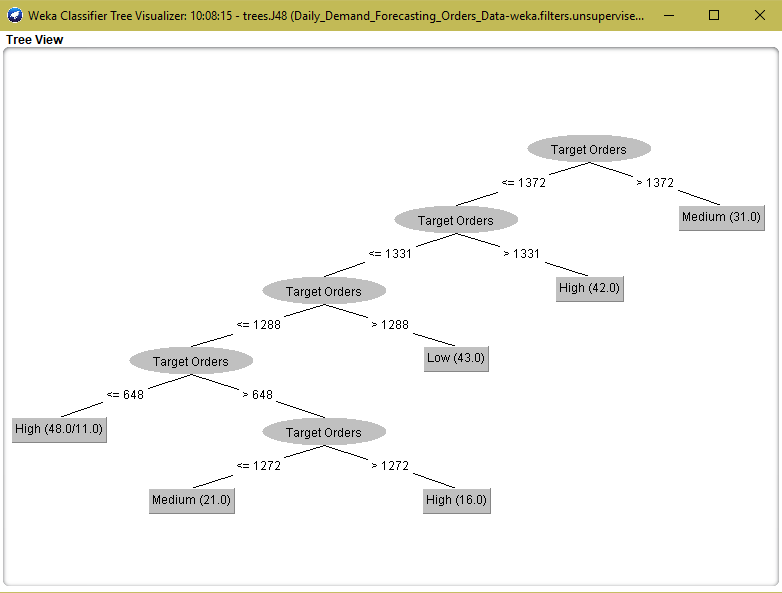 Weka Classifier Tree Visualizer: 10:08:15 - trees.J48 (Daily_Demand_Forecasting_Orders_Data-weka.filters.unsupervise...
Tree View
Target Orders
<= 1372
> 1372
Target Orders
Medium (31.0)
<= 1331
> 1331
Target Orders
High (42.0)
<= 1288
> 1288
Target Orders
Low (43.0)
<= 648
> 648
High (48.0/11.0)
Target Orders
<= 1272
> 1272
Medium (21.0)
High (16.0)